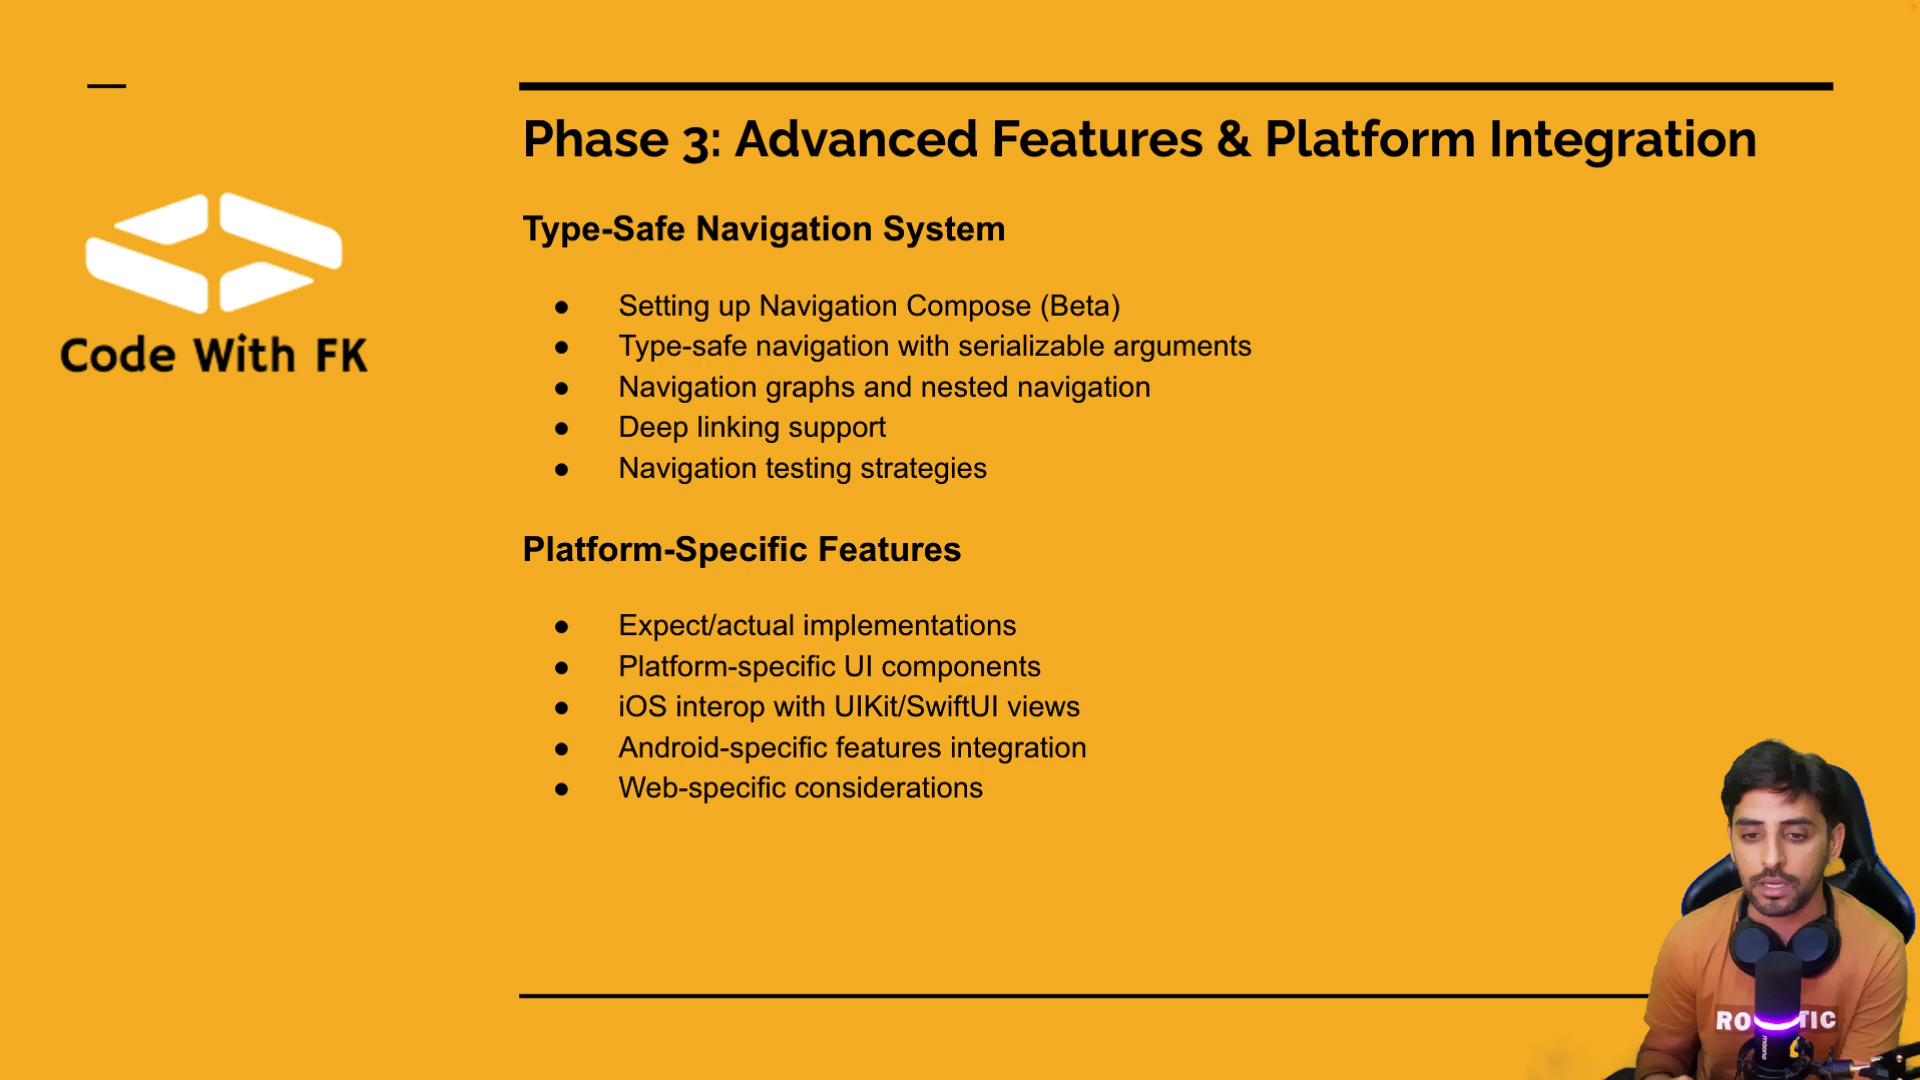 Phase 3: Advanced Features & Platform Integration
Code With FK
Type-Safe Navigation System
● Setting up Navigation Compose (Beta)
● Type-safe navigation with serializable arguments
● Navigation graphs and nested navigation
● Deep linking support
● Navigation testing strategies
Platform-Specific Features
● Expect/actual implementations
● Platform-specific UI components
● iOS interop with UIKit/SwiftUI views
● Android-specific features integration
● Web-specific considerations